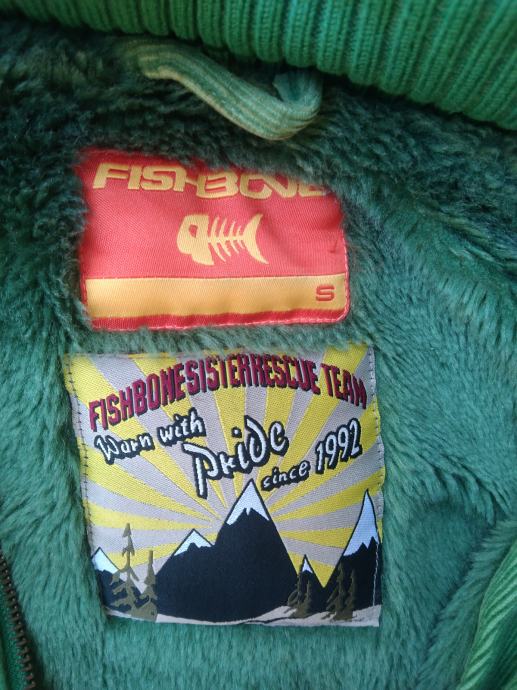 FISHBONE
S
FISHBONESISTERRESCUE TEAM
Worn with
Pride
since 1992